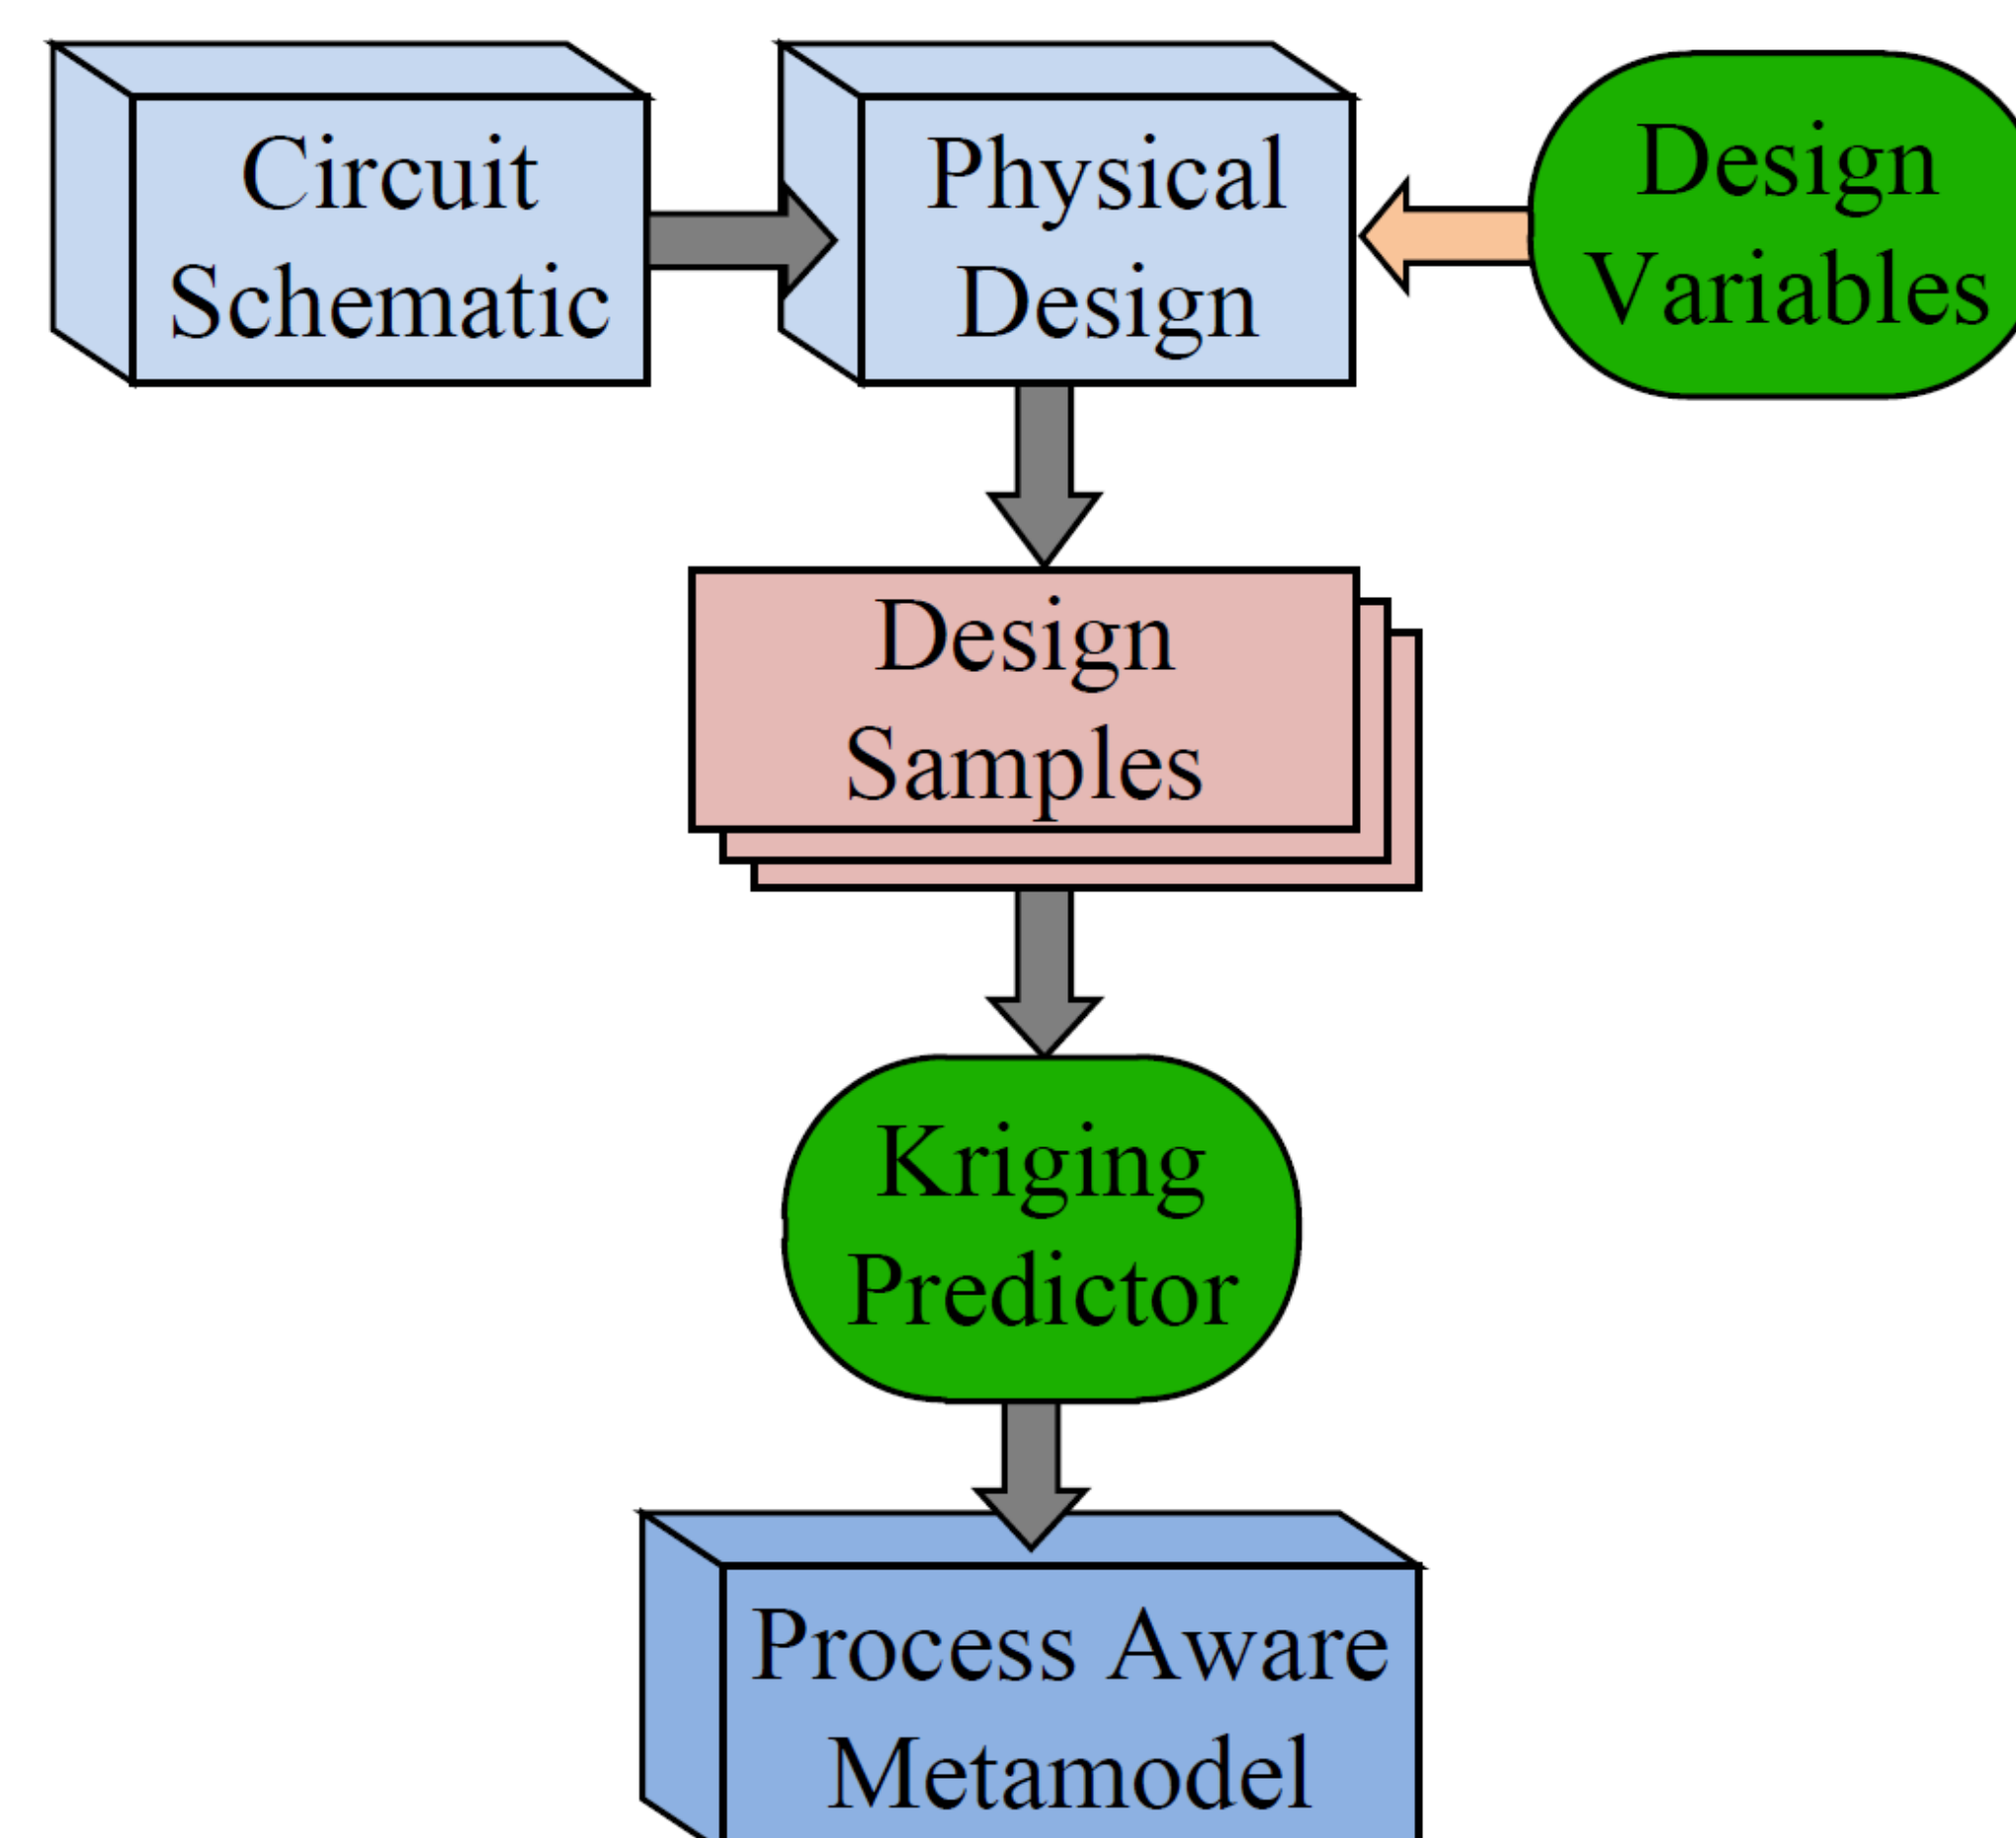 Circuit
Schematic
Physical
Design
Design
Variables
Design
Samples
Kriging
Predictor
Process Aware
Metamodel